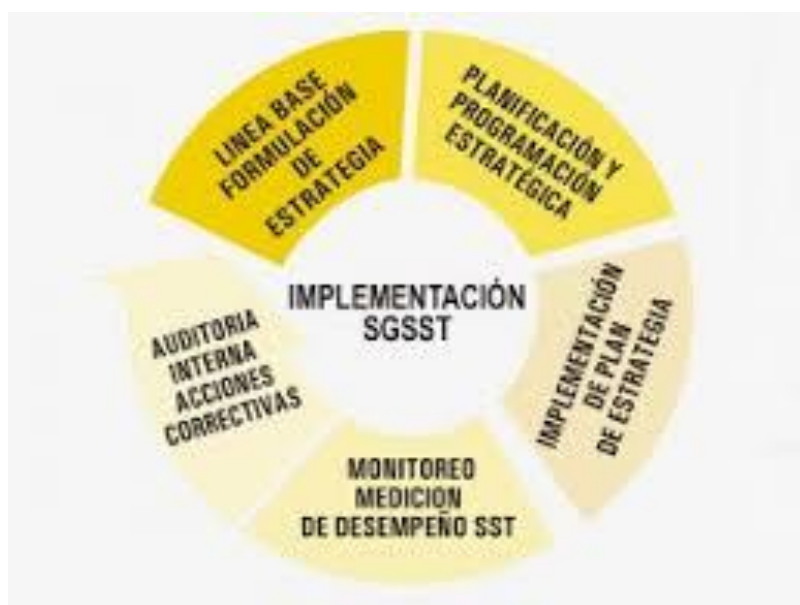 LINEA BASE
FORMULACIÓN
DE
ESTRATEGIA
PLANIFICACIÓN Y
PROGRAMACIÓN
ESTRATÉGICA
IMPLEMENTACIÓN
DE PLAN
DE ESTRATEGIA
MONITOREO
MEDICION
DE DESEMPEÑO SST
AUDITORIA
INTERNA
ACCIONES
CORRECTIVAS
IMPLEMENTACIÓN
SGSST